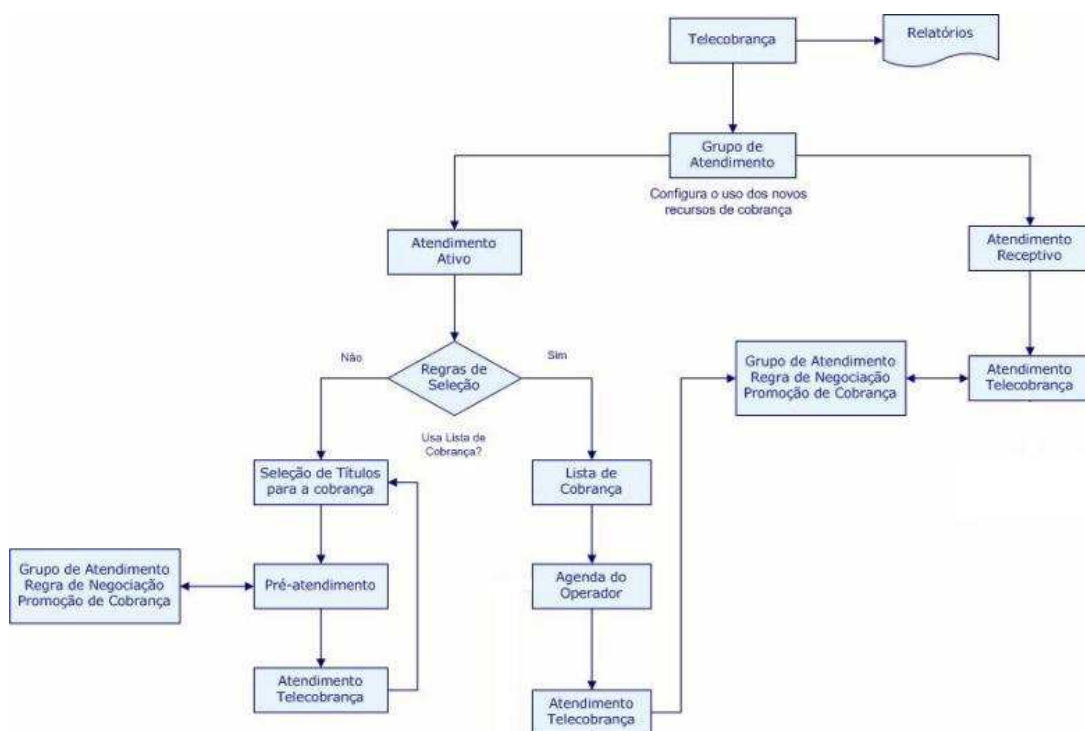 Telecobrança
Relatórios
Grupo de
Atendimento
Configura o uso dos novos
recursos de cobrança
Atendimento
Ativo
Atendimento
Receptivo
Não
Sim
Regras de
Seleção
Usa Lista de
Cobrança?
Grupo de Atendimento
Regra de Negociação
Promoção de Cobrança
Atendimento
Telecobrança
Seleção de Títulos
para a cobrança
Lista de
Cobrança
Grupo de Atendimento
Regra de Negociação
Promoção de Cobrança
Pré-atendimento
Agenda do
Operador
Atendimento
Telecobrança
Atendimento
Telecobrança